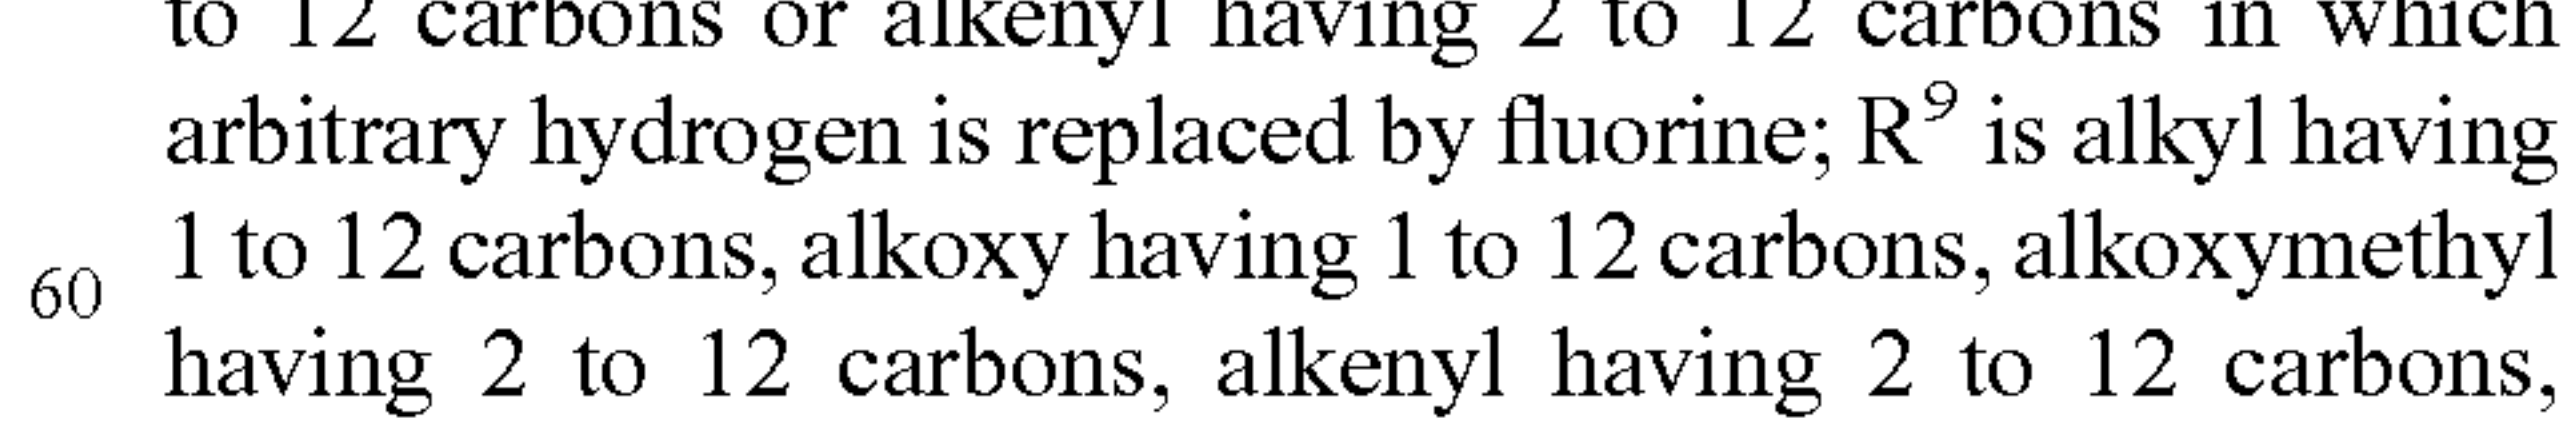 to 12 carbons or alkenyl having 2 to 12 carbons in which
arbitrary hydrogen is replaced by fluorine; R⁹ is alkyl having
1 to 12 carbons, alkoxy having 1 to 12 carbons, alkoxymethyl
60
having 2 to 12 carbons, alkenyl having 2 to 12 carbons,